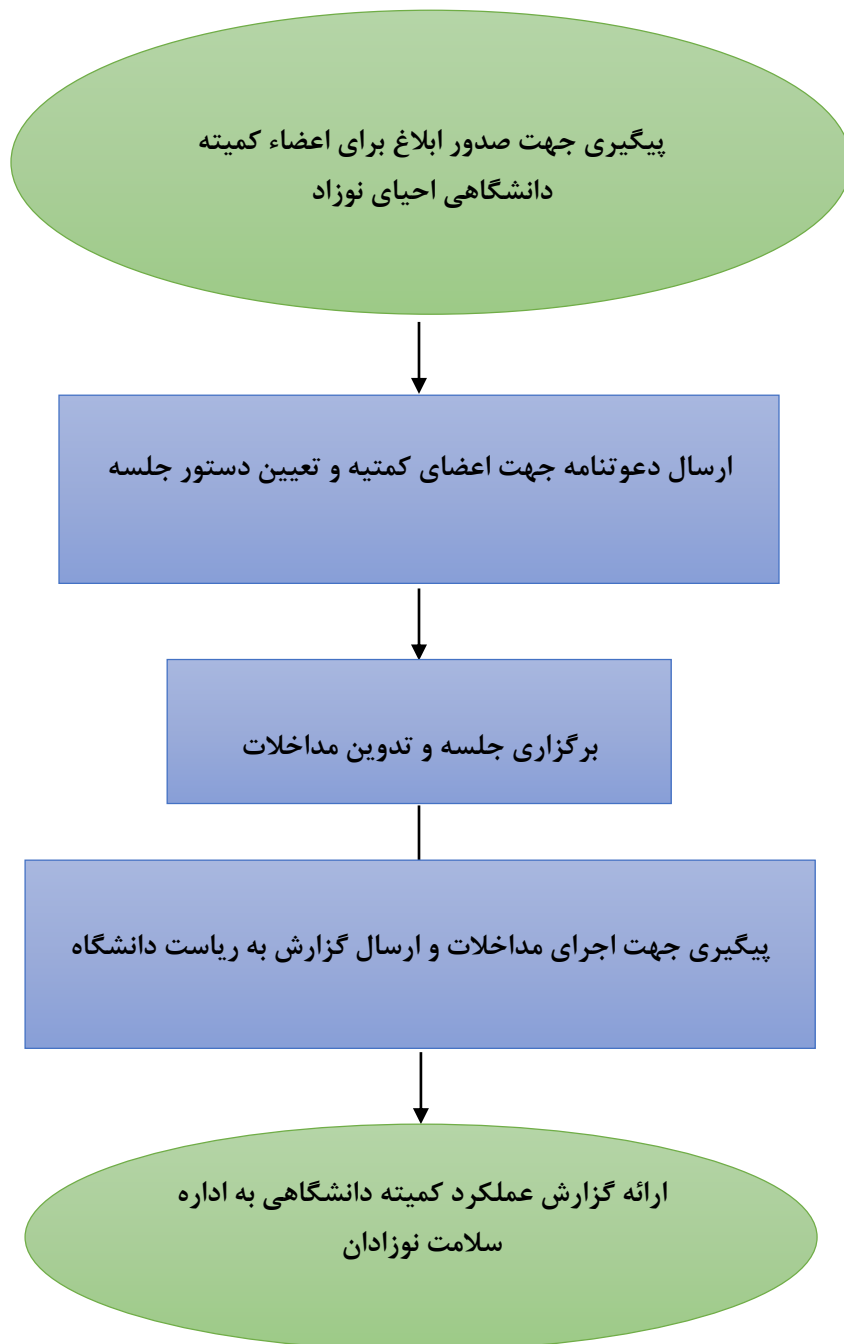 پیگیری جهت صدور ابلاغ برای اعضاء کمیته
دانشگاهی احیای نوزاد
ارسال دعوتنامه جهت اعضای کمتیه و تعیین دستور جلسه
برگزاری جلسه و تدوین مداخلات
پیگیری جهت اجرای مداخلات و ارسال گزارش به ریاست دانشگاه
ارائه گزارش عملکرد کمیته دانشگاهی به اداره
سلامت نوزادان